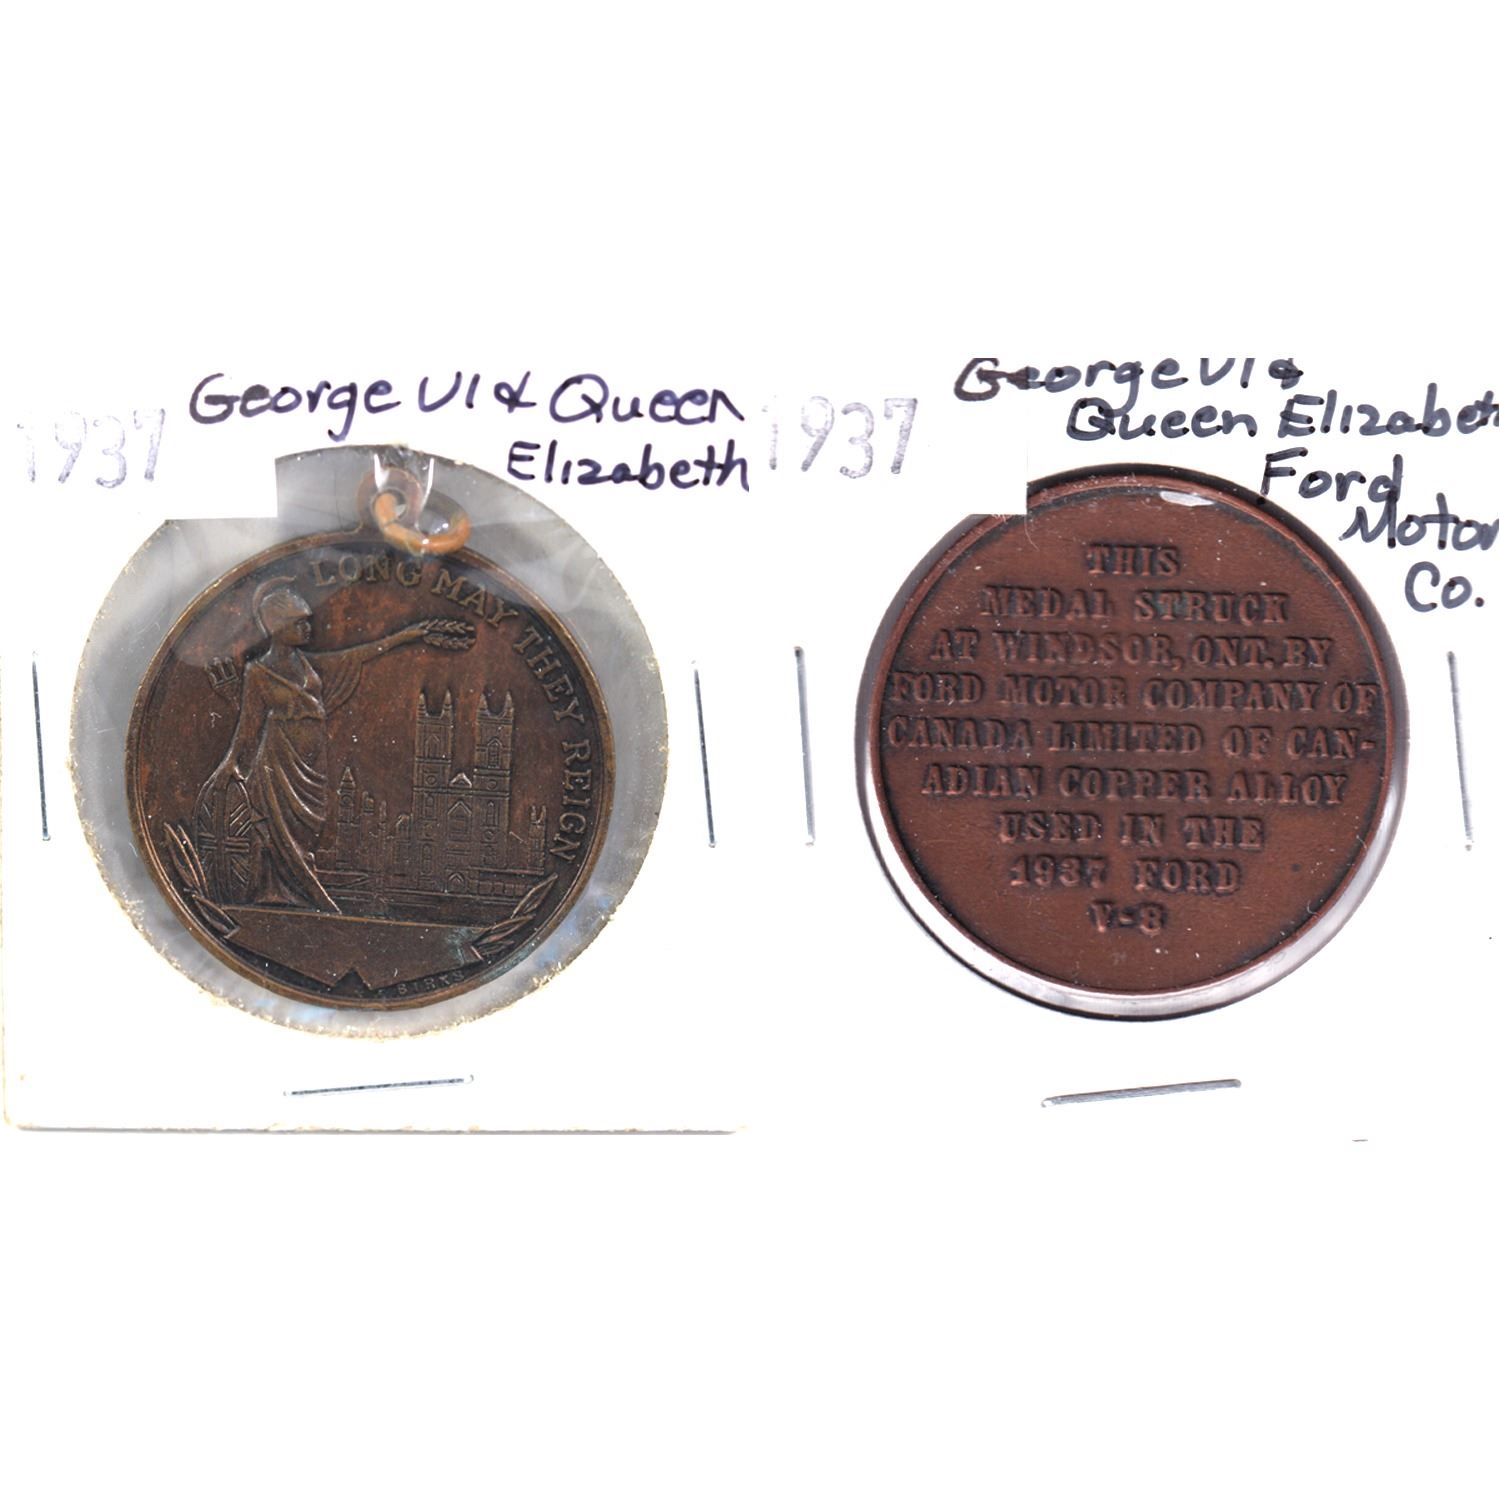 1937
George VI & Queen
Elizabeth
LONG MAY THEY REIGN
BIRKS
1937
George VI &
Queen Elizabeth
Ford
Motor
Co.
THIS
MEDAL STRUCK
AT WINDSOR, ONT. BY
FORD MOTOR COMPANY OF
CANADA LIMITED OF CAN-
ADIAN COPPER ALLOY
USED IN THE
1937 FORD
V-8